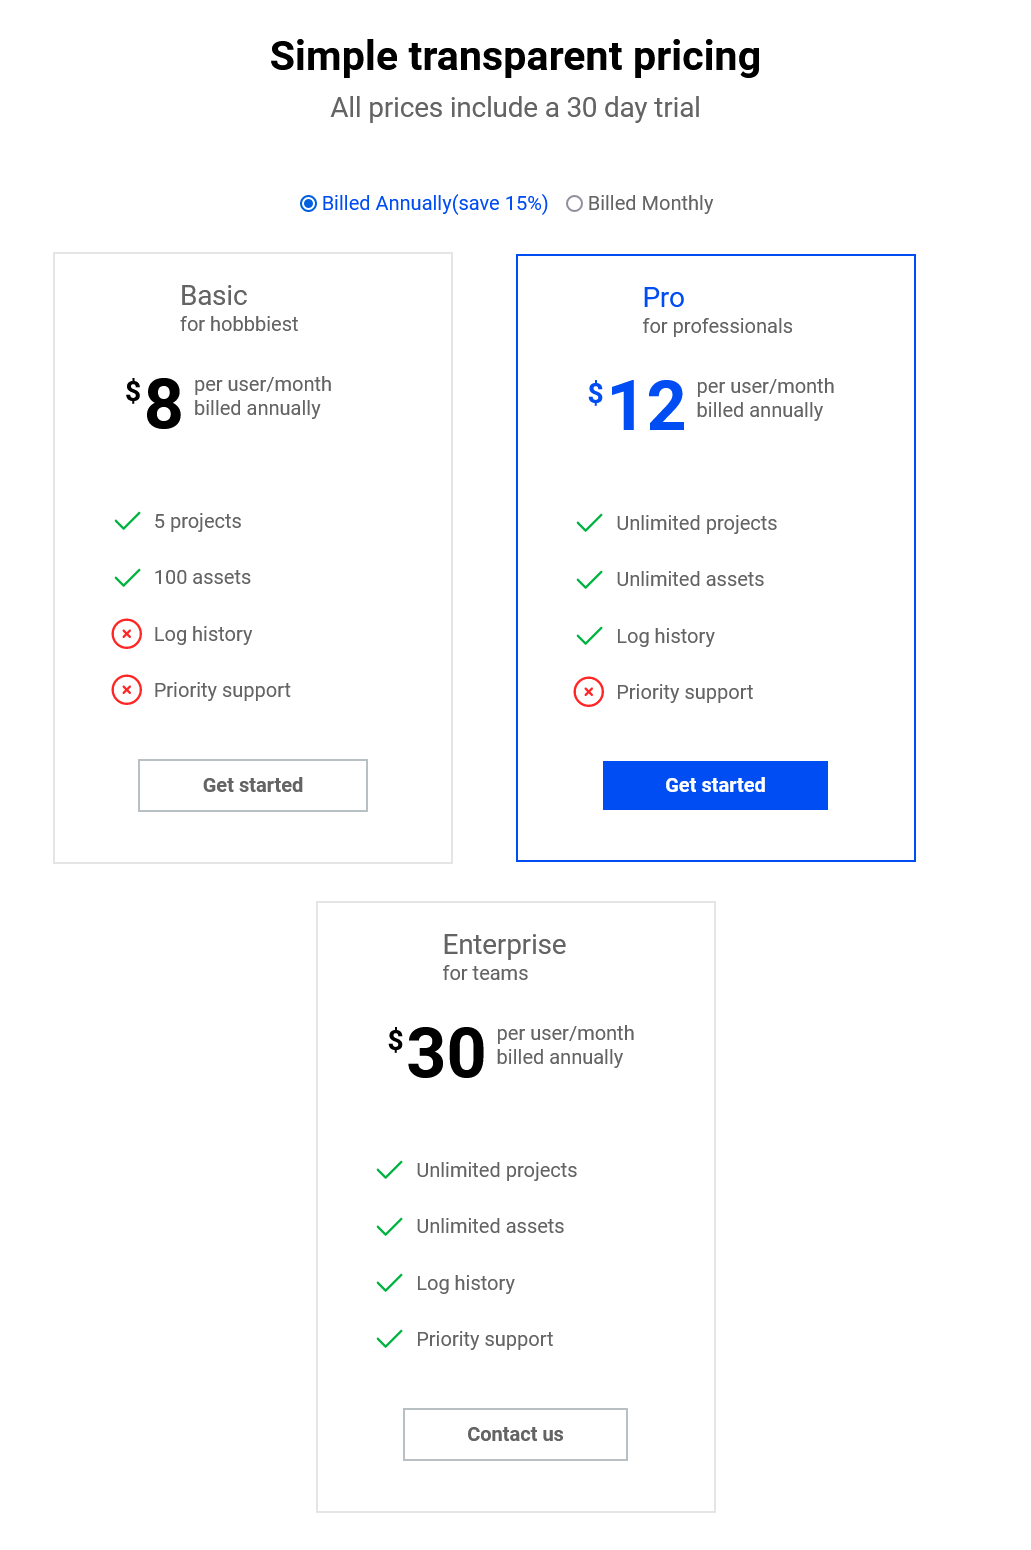 Simple transparent pricing
All prices include a 30 day trial
Billed Annually(save 15%) Billed Monthly
Basic
for hobbbiest
$8 per user/month
billed annually
5 projects
100 assets
Log history
Priority support
Get started
Pro
for professionals
$12 per user/month
billed annually
Unlimited projects
Unlimited assets
Log history
Priority support
Get started
Enterprise
for teams
$30 per user/month
billed annually
Unlimited projects
Unlimited assets
Log history
Priority support
Contact us